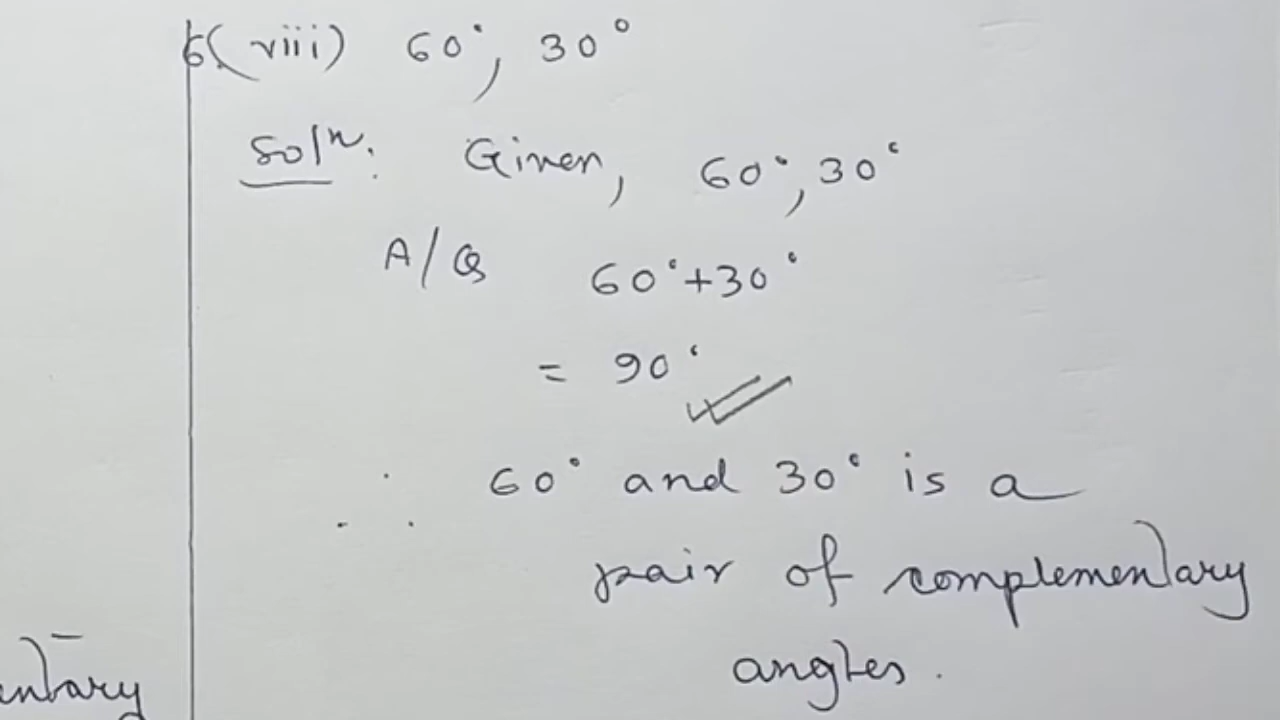 6(viii) 60°, 30°
Solⁿ: Given, 60°, 30°
A/Q 60°+30°
= 90°
∴ 60° and 30° is a
pair of complementary
angles.
entary